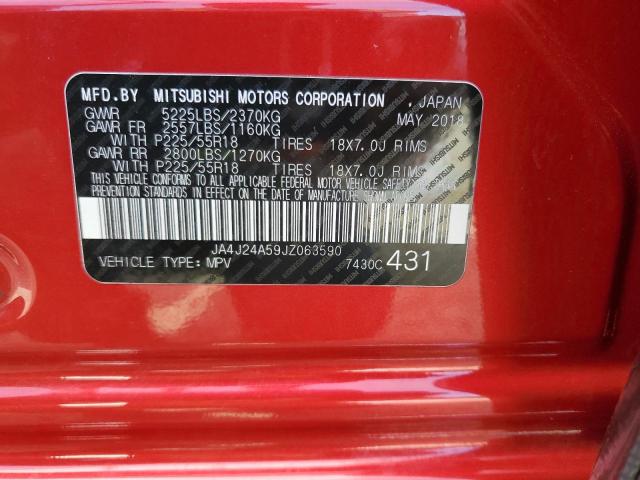 MFD.BY MITSUBISHI MOTORS CORPORATION , JAPAN
GVWR 5225LBS/2370KG MAY 2018
GAWR FR 2557LBS/1160KG
WITH P225/55R18 TIRES 18X7.0J RIMS
GAWR RR 2800LBS/1270KG
WITH P225/55R18 TIRES 18X7.0J RIMS
THIS VEHICLE CONFORMS TO ALL APPLICABLE FEDERAL MOTOR VEHICLE SAFETY
STANDARDS IN EFFECT ON THE DATE OF MANUFACTURE SHOWN ABOVE.
JA4J24A59JZ063590
VEHICLE TYPE: MPV 7430C 431